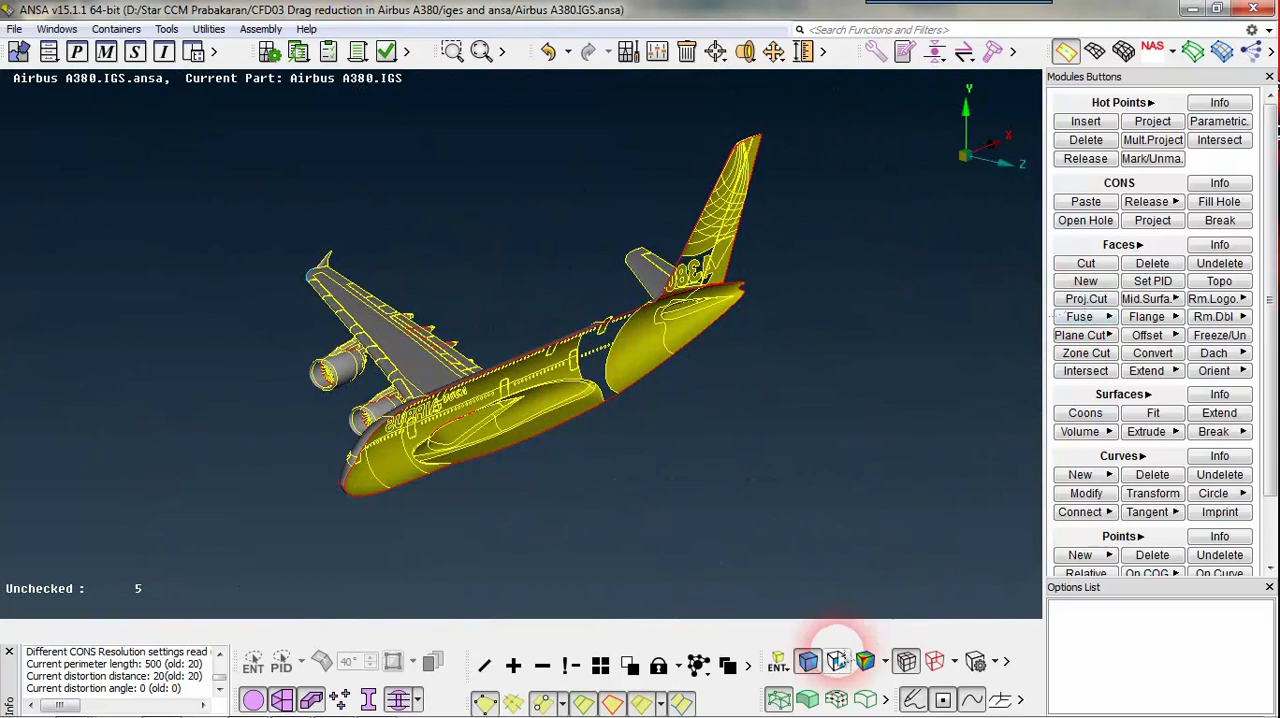 ANSA v15.1.1 64-bit (D:/Star CCM Prabakaran/CFD03 Drag reduction in Airbus A380/iges and ansa/Airbus A380.IGS.ansa)
File Windows Containers Tools Utilities Assembly Help
Search Functions and Filters
P M S I
NAS
Airbus A380.IGS.ansa, Current Part: Airbus A380.IGS
Modules Buttons
Hot Points Info
Insert Project Parametric.
Delete Mult.Project Intersect
Release Mark/Unma.
CONS Info
Paste Release Fill Hole
Open Hole Project Break
Faces Info
Cut Delete Undelete
New Set PID Topo
Proj.Cut Mid.Surfa. Rm.Logo.
Fuse Flange Rm.Dbl
Plane Cut Offset Freeze/Un
Zone Cut Convert Dach
Intersect Extend Orient
Surfaces Info
Coons Fit Extend
Volume Extrude Break
Curves Info
New Delete Undelete
Modify Transform Circle
Connect Tangent Imprint
Points Info
New Delete Undelete
Relative On COG On Curve
Options List
Y
X
Z
Unchecked : 5
Different CONS Resolution settings read
Current perimeter length: 500 (old: 20)
Current distortion distance: 20(old: 20)
Current distortion angle: 0 (old: 0)
Info
ENT PID 40°
ENT